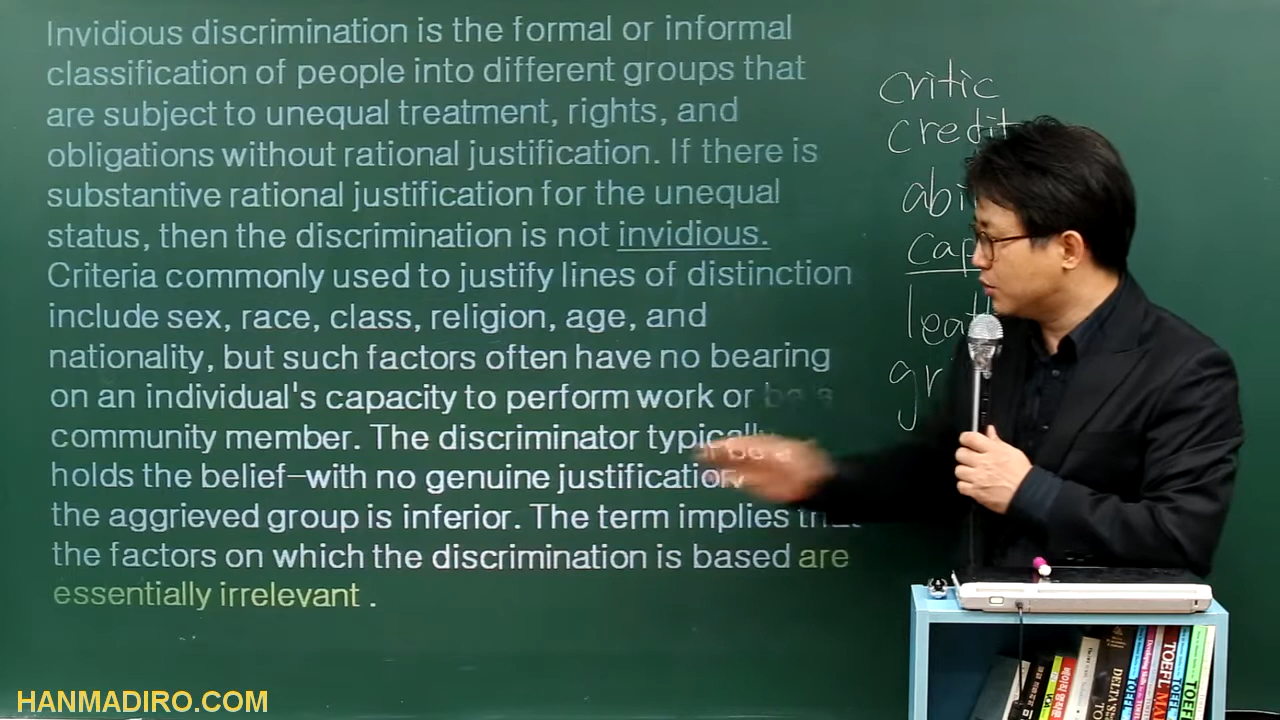 Invidious discrimination is the formal or informal
classification of people into different groups that
are subject to unequal treatment, rights, and
obligations without rational justification. If there is
substantive rational justification for the unequal
status, then the discrimination is not invidious.
Criteria commonly used to justify lines of distinction
include sex, race, class, religion, age, and
nationality, but such factors often have no bearing
on an individual's capacity to perform work or be a
community member. The discriminator typically
holds the belief—with no genuine justification
the aggrieved group is inferior. The term implies that
the factors on which the discrimination is based are
essentially irrelevant .
critic
credit
HANMADIRO.COM
TOEFL
TOEFL
TOEFL